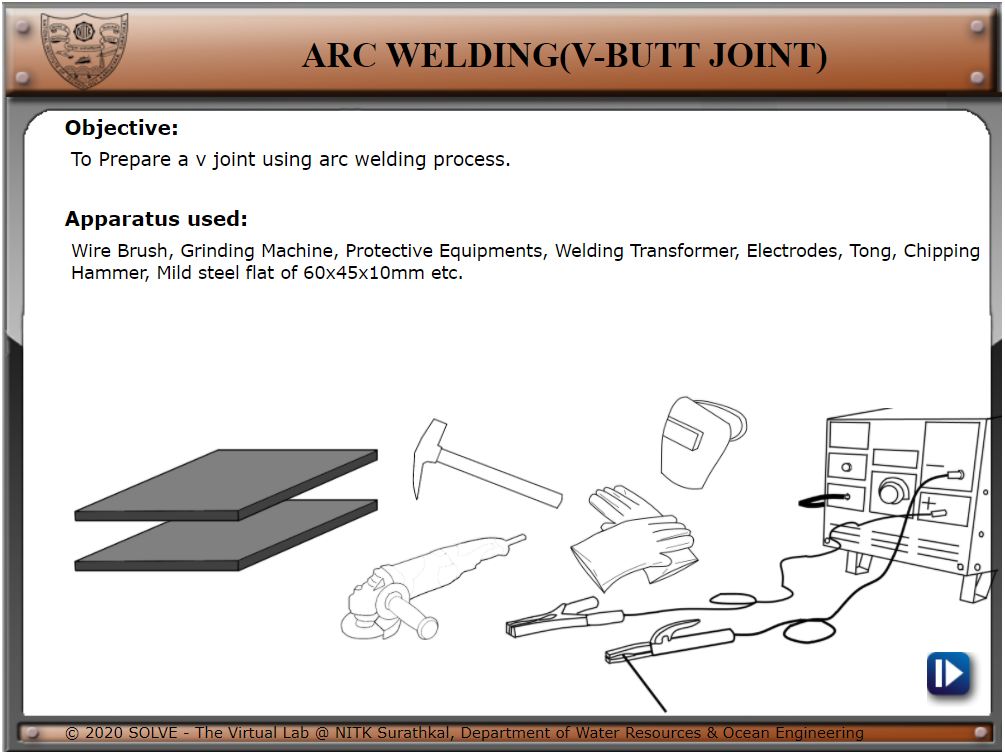 ARC WELDING(V-BUTT JOINT)
Objective:
To Prepare a v joint using arc welding process.
Apparatus used:
Wire Brush, Grinding Machine, Protective Equipments, Welding Transformer, Electrodes, Tong, Chipping
Hammer, Mild steel flat of 60x45x10mm etc.
© 2020 SOLVE - The Virtual Lab @ NITK Surathkal, Department of Water Resources & Ocean Engineering